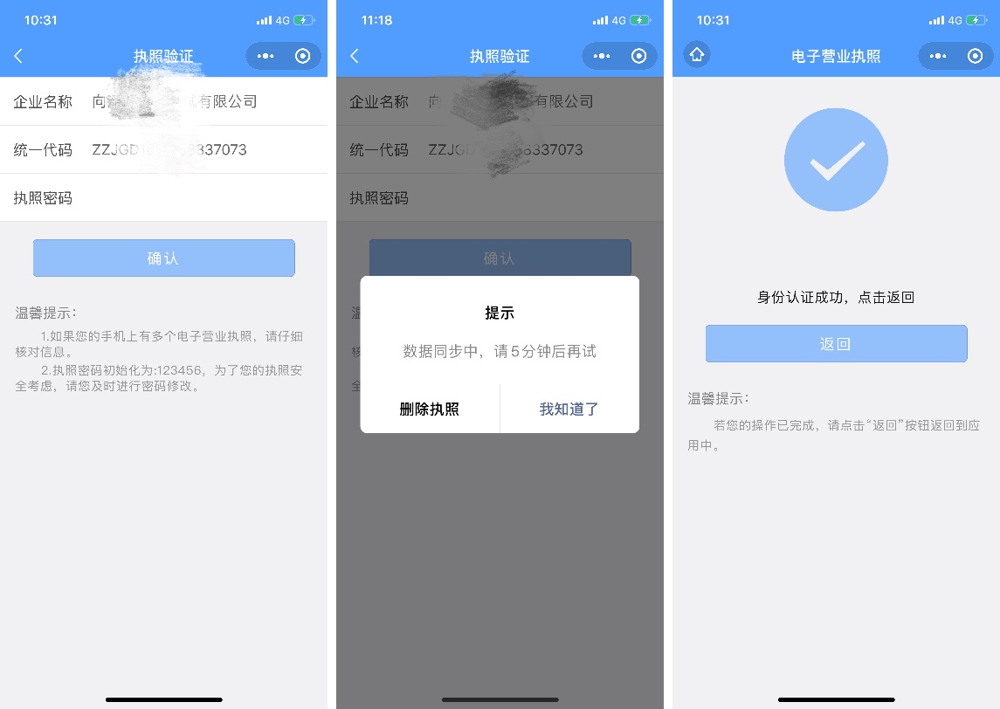 10:31
4G
执照验证
企业名称 向 有限公司
统一代码 ZZJGD 337073
执照密码
确认
温馨提示：
1.如果您的手机上有多个电子营业执照，请仔细
核对信息。
2.执照密码初始化为:123456，为了您的执照安
全考虑，请您及时进行密码修改。
11:18
4G
执照验证
企业名称 向 有限公司
统一代码 ZZJG 337073
执照密码
确认
温
核
全
提示
数据同步中，请5分钟后再试
删除执照
我知道了
10:31
4G
电子营业执照
身份认证成功，点击返回
返回
温馨提示：
若您的操作已完成，请点击“返回”按钮返回到应
用中。